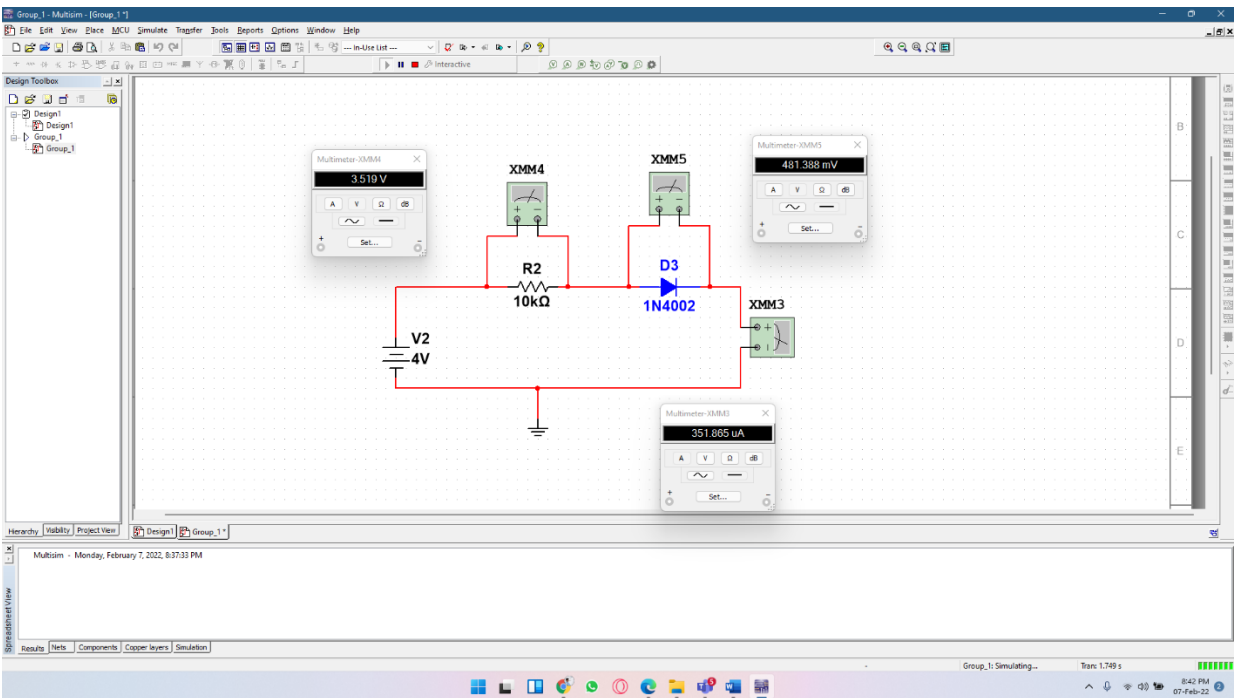 Group_1 - Multisim - [Group_1 *]
File Edit View Place MCU Simulate Transfer Tools Reports Options Window Help
--- In-Use List ---
Interactive
Design Toolbox
Design1
Design1
Group_1
Group_1
Multimeter-XMM4
3.519 V
A V Ω dB
+ Set... -
XMM4
+ -
XMM5
+ -
Multimeter-XMM5
481.388 mV
A V Ω dB
+ Set... -
R2
10kΩ
D3
1N4002
XMM3
+
V2
4V
Multimeter-XMM3
351.865 uA
A V Ω dB
+ Set... -
B
C
D
E
Hierarchy Visibility Project View
Design1 Group_1 *
Multisim - Monday, February 7, 2022, 8:37:33 PM
Spreadsheet View
Results Nets Components Copper layers Simulation
- Group_1: Simulating... Tran: 1.749 s
8:42 PM
07-Feb-22
2